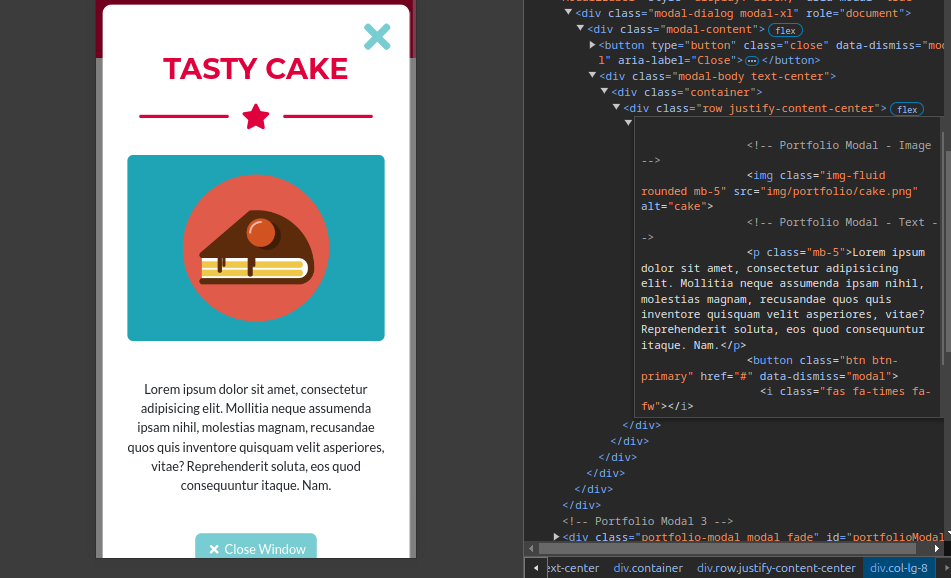 TASTY CAKE
Lorem ipsum dolor sit amet, consectetur
adipisicing elit. Mollitia neque assumenda
ipsam nihil, molestias magnam, recusandae
quos quis inventore quisquam velit asperiores,
vitae? Reprehenderit soluta, eos quod
consequuntur itaque. Nam.
Close Window
<div class="modal-dialog modal-xl" role="document">
<div class="modal-content"> flex
<button type="button" class="close" data-dismiss="mod
l" aria-label="Close">⋯</button>
<div class="modal-body text-center">
<div class="container">
<div class="row justify-content-center"> flex
<!-- Portfolio Modal - Image
-->
<img class="img-fluid
rounded mb-5" src="img/portfolio/cake.png"
alt="cake">
<!-- Portfolio Modal - Text -
->
<p class="mb-5">Lorem ipsum
dolor sit amet, consectetur adipisicing
elit. Mollitia neque assumenda ipsam nihil,
molestias magnam, recusandae quos quis
inventore quisquam velit asperiores, vitae?
Reprehenderit soluta, eos quod consequuntur
itaque. Nam.</p>
<button class="btn btn-
primary" href="#" data-dismiss="modal">
<i class="fas fa-times fa-
fw"></i>
</div>
</div>
</div>
</div>
</div>
</div>
<!-- Portfolio Modal 3 -->
<div class="portfolio-modal modal fade" id="portfolioModal
ext-center div.container div.row.justify-content-center div.col-lg-8